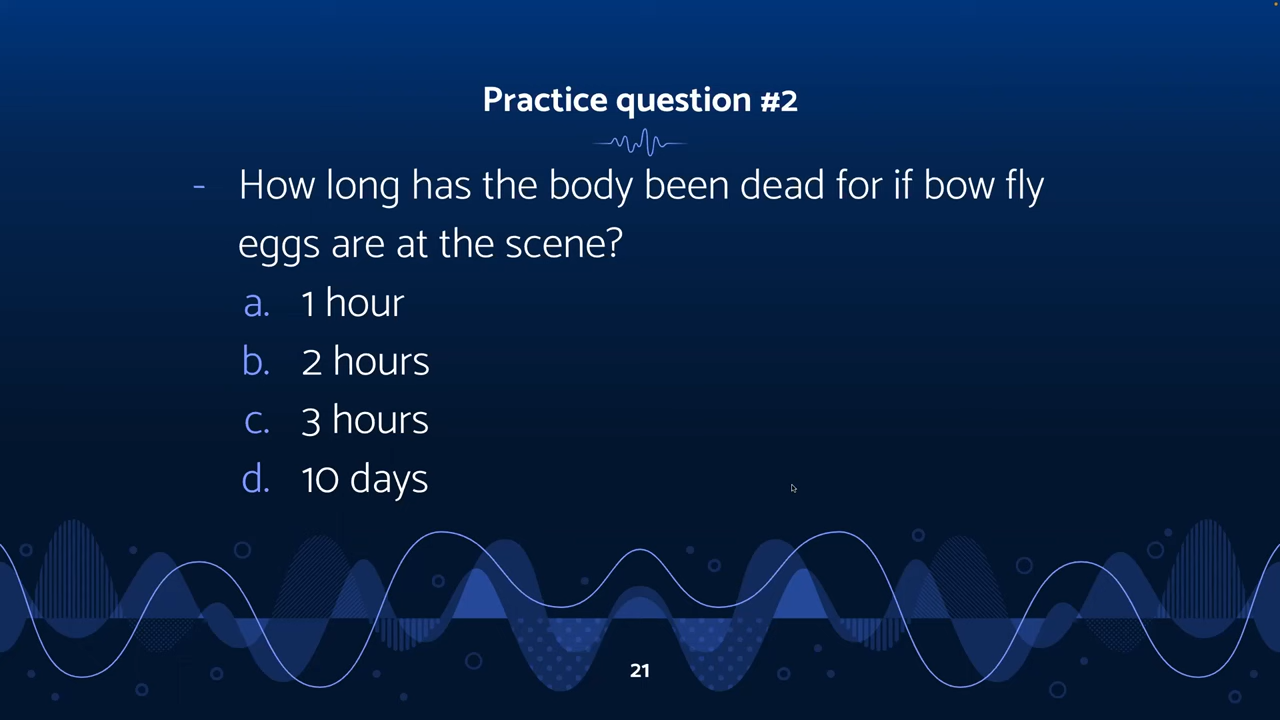 Practice question #2
- How long has the body been dead for if bow fly
eggs are at the scene?
a. 1 hour
b. 2 hours
c. 3 hours
d. 10 days
21